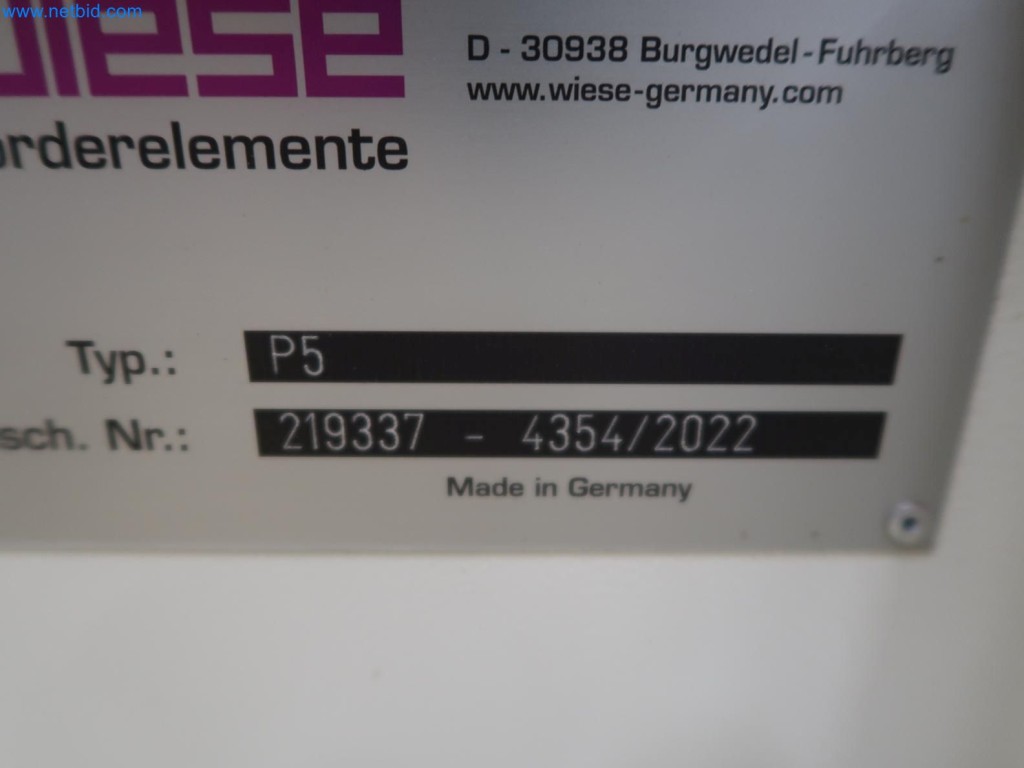 www.netbid.com
iese
D - 30938 Burgwedel-Fuhrberg
www.wiese-germany.com
örderelemente
Typ.: P5
sch. Nr.: 219337 - 4354/2022
Made in Germany